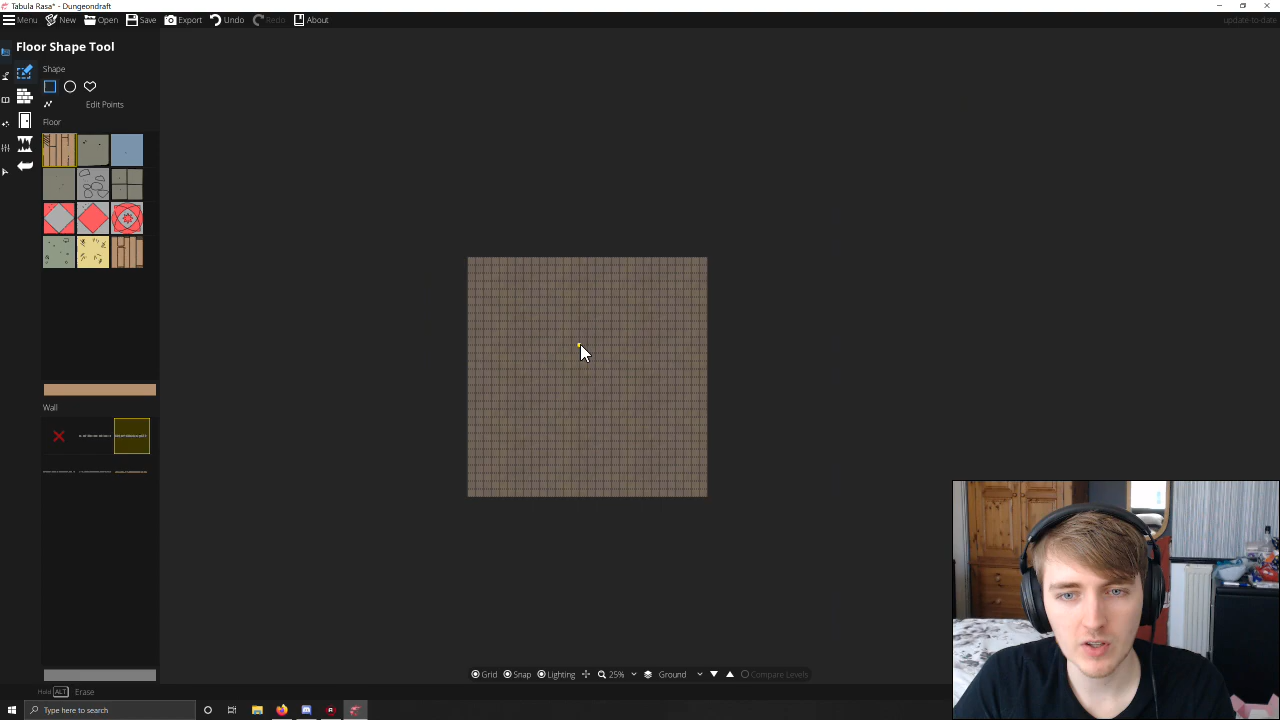 Tabula Rasa* - Dungeondraft
Menu New Open Save Export Undo Redo About update-to-date
Floor Shape Tool
Shape
Edit Points
Floor
Wall
Grid Snap Lighting 25% Ground Compare Levels
Hold ALT Erase
Type here to search